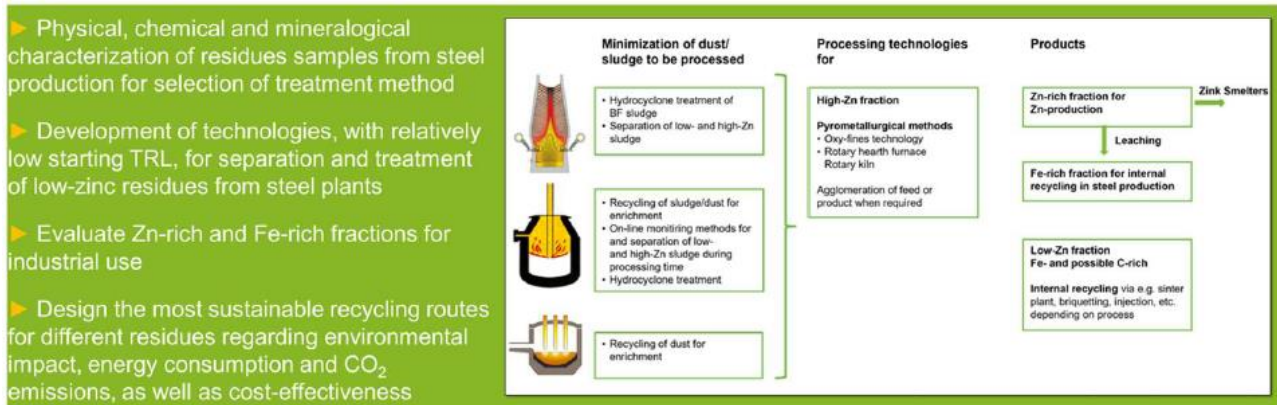 ► Physical, chemical and mineralogical
characterization of residues samples from steel
production for selection of treatment method
► Development of technologies, with relatively
low starting TRL, for separation and treatment
of low-zinc residues from steel plants
► Evaluate Zn-rich and Fe-rich fractions for
industrial use
► Design the most sustainable recycling routes
for different residues regarding environmental
impact, energy consumption and CO₂
emissions, as well as cost-effectiveness
Minimization of dust/
sludge to be processed
• Hydrocyclone treatment of
BF sludge
• Separation of low- and high-Zn
sludge
• Recycling of sludge/dust for
enrichment
• On-line monitiring methods for
and separation of low-
and high-Zn sludge during
processing time
• Hydrocyclone treatment
• Recycling of dust for
enrichment
Processing technologies
for
High-Zn fraction
Pyrometallurgical methods
• Oxy-fines technology
• Rotary hearth furnace
Rotary kiln
Agglomeration of feed or
product when required
Products
Zn-rich fraction for
Zn-production
Zink Smelters
Leaching
Fe-rich fraction for internal
recycling in steel production
Low-Zn fraction
Fe- and possible C-rich
Internal recycling via e.g. sinter
plant, briquetting, injection, etc.
depending on process